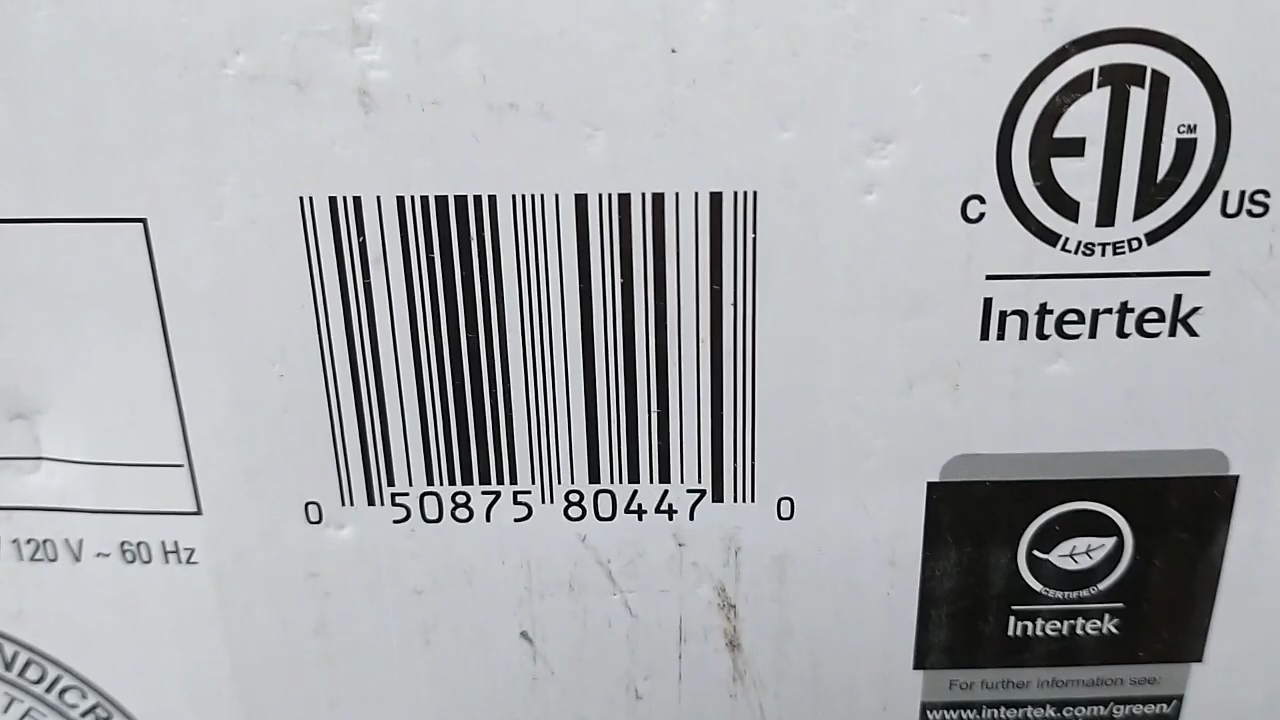 ETL
CM
C
US
LISTED
Intertek
0 50875 80447 0
120 V ~ 60 Hz
CERTIFIED
Intertek
For further information see:
www.intertek.com/green/